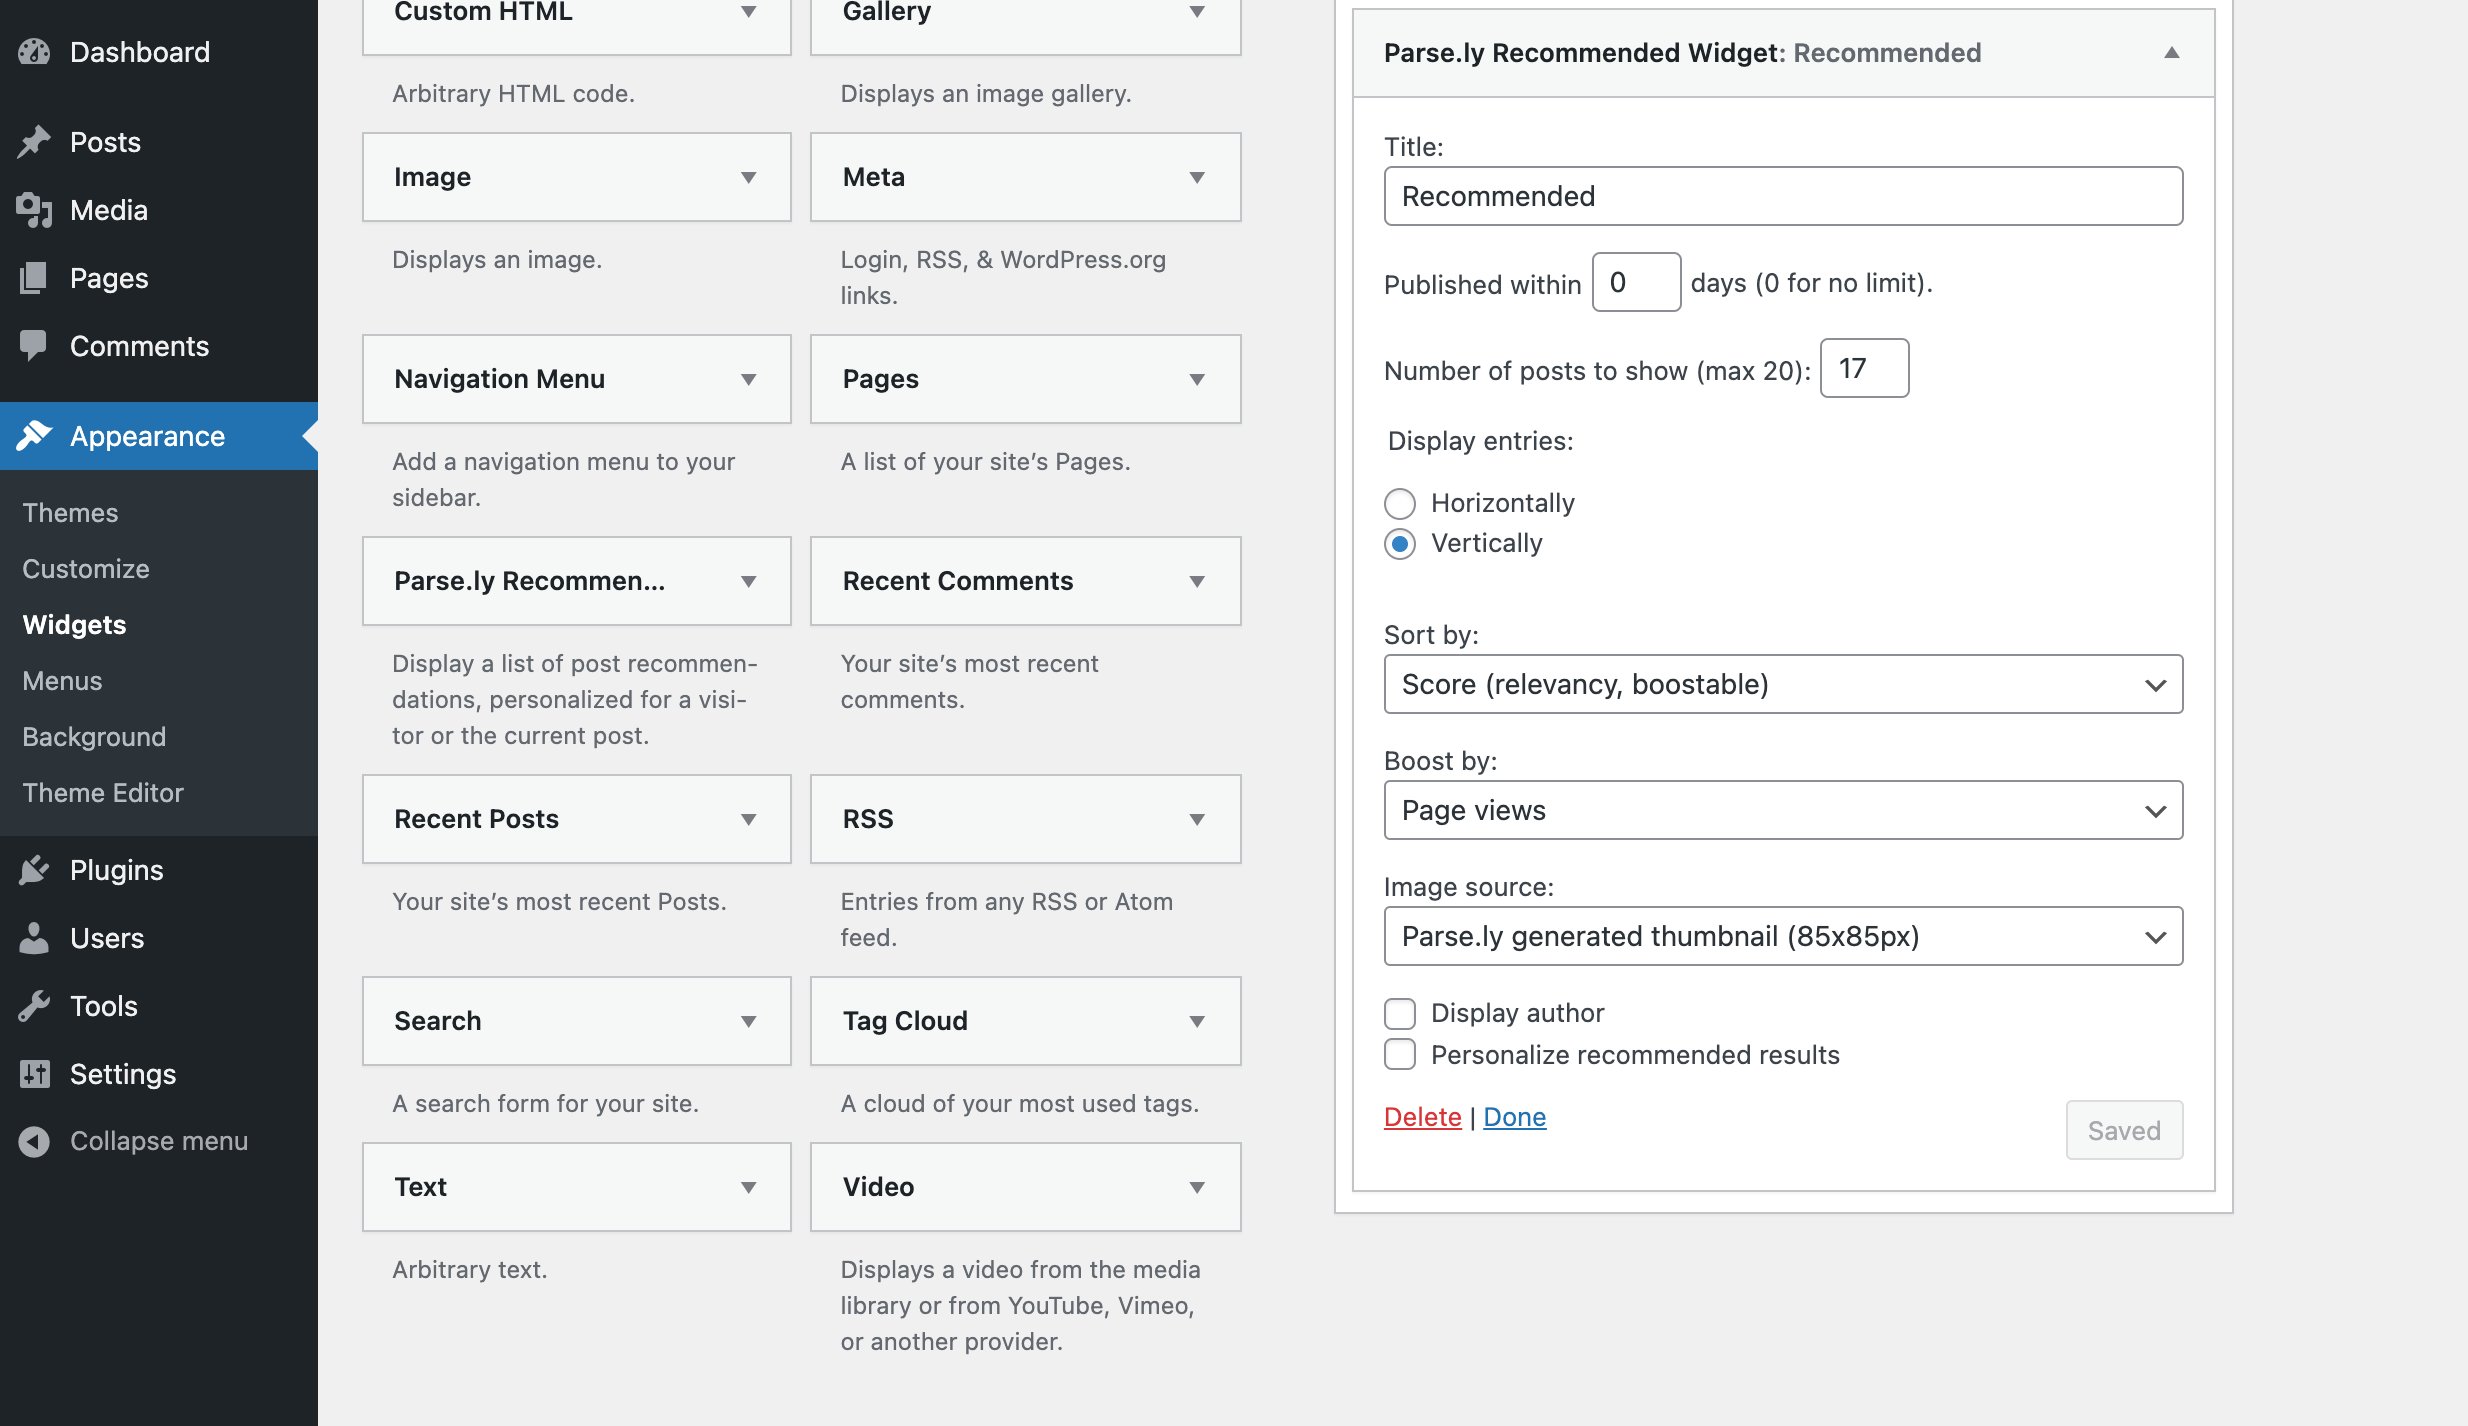 Dashboard
Posts
Media
Pages
Comments
Appearance
Themes
Customize
Widgets
Menus
Background
Theme Editor
Plugins
Users
Tools
Settings
Collapse menu
Custom HTML
Arbitrary HTML code.
Gallery
Displays an image gallery.
Image
Displays an image.
Meta
Login, RSS, & WordPress.org
links.
Navigation Menu
Add a navigation menu to your
sidebar.
Pages
A list of your site’s Pages.
Parse.ly Recommen...
Display a list of post recommen-
dations, personalized for a visi-
tor or the current post.
Recent Comments
Your site’s most recent
comments.
Recent Posts
Your site’s most recent Posts.
RSS
Entries from any RSS or Atom
feed.
Search
A search form for your site.
Tag Cloud
A cloud of your most used tags.
Text
Arbitrary text.
Video
Displays a video from the media
library or from YouTube, Vimeo,
or another provider.
Parse.ly Recommended Widget: Recommended
Title:
Recommended
Published within 0 days (0 for no limit).
Number of posts to show (max 20): 17
Display entries:
Horizontally
Vertically
Sort by:
Score (relevancy, boostable)
Boost by:
Page views
Image source:
Parse.ly generated thumbnail (85x85px)
Display author
Personalize recommended results
Delete | Done
Saved